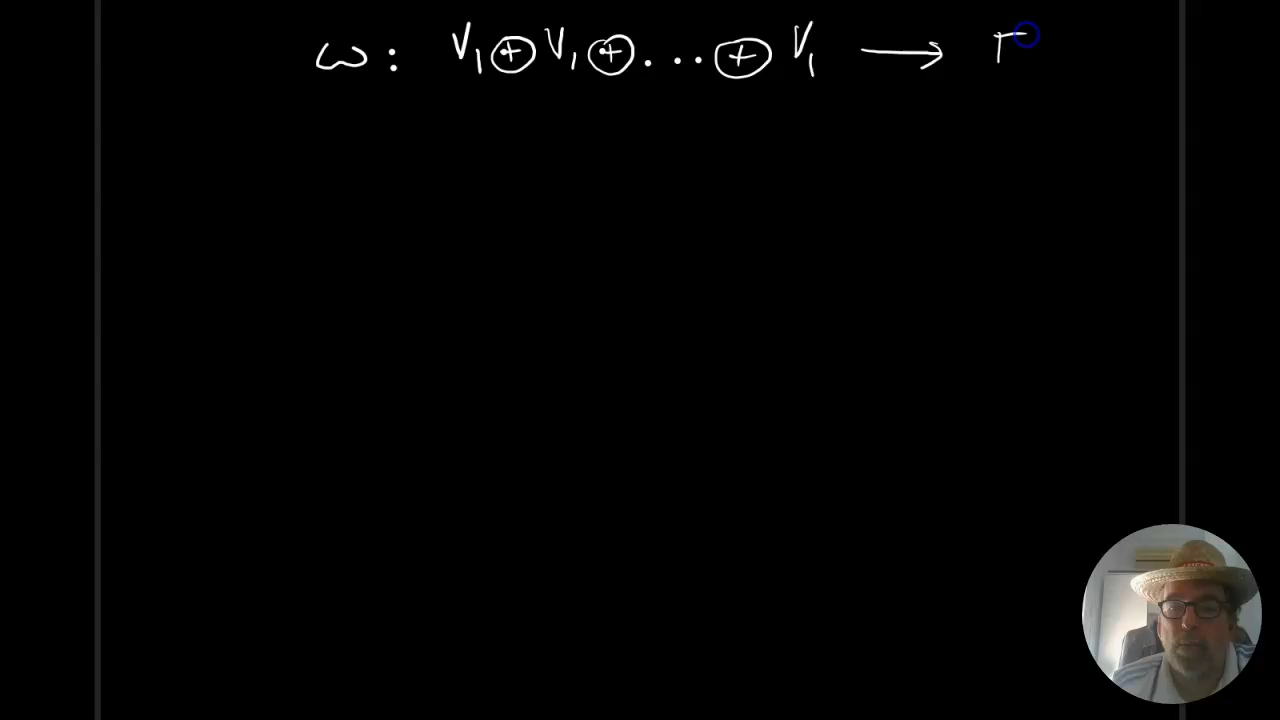 ω: V₁ ⊕ V₁ ⊕ ... ⊕ V₁ ⟶